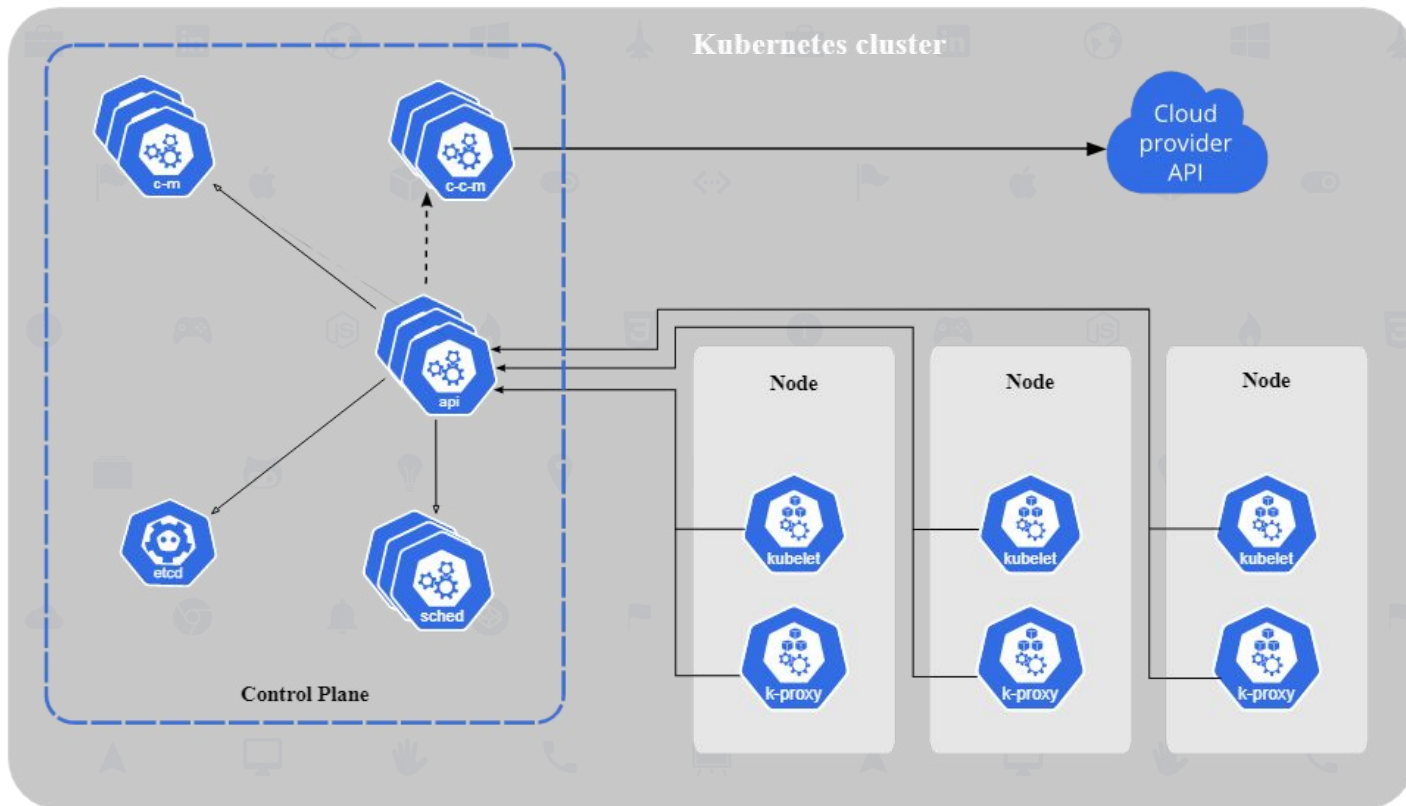 Kubernetes cluster
c-m
c-c-m
Cloud
provider
API
api
etcd
sched
Control Plane
Node
kubelet
k-proxy
Node
kubelet
k-proxy
Node
kubelet
k-proxy